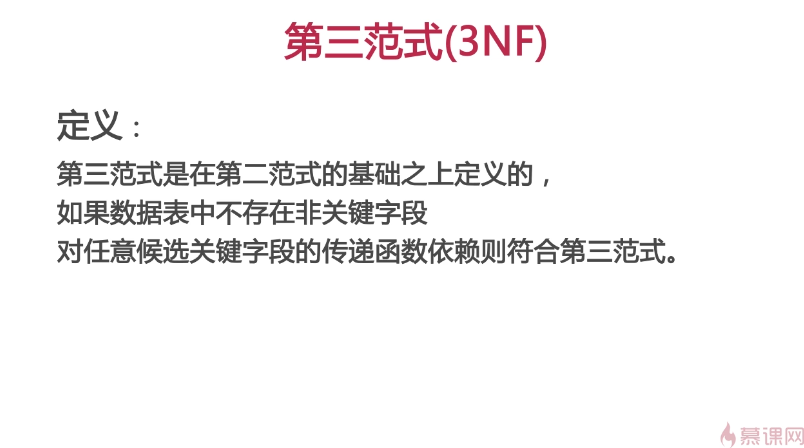 第三范式(3NF)
定义：
第三范式是在第二范式的基础之上定义的，
如果数据表中不存在非关键字段
对任意候选关键字段的传递函数依赖则符合第三范式。
慕课网